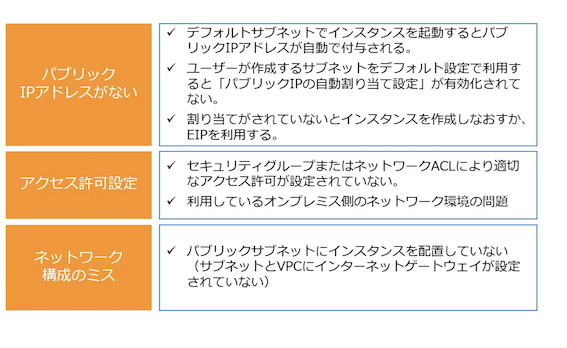 パブリック
IPアドレスがない
✓ デフォルトサブネットでインスタンスを起動するとパブ
リックIPアドレスが自動で付与される。
✓ ユーザーが作成するサブネットをデフォルト設定で利用す
ると「パブリックIPの自動割り当て設定」が有効化されて
ない。
✓ 割り当てがされていないとインスタンスを作成しなおすか、
EIPを利用する。
アクセス許可設定
✓ セキュリティグループまたはネットワークACLにより適切
なアクセス許可が設定されていない。
✓ 利用しているオンプレミス側のネットワーク環境の問題
ネットワーク
構成のミス
✓ パブリックサブネットにインスタンスを配置していない
（サブネットとVPCにインターネットゲートウェイが設定
されていない）